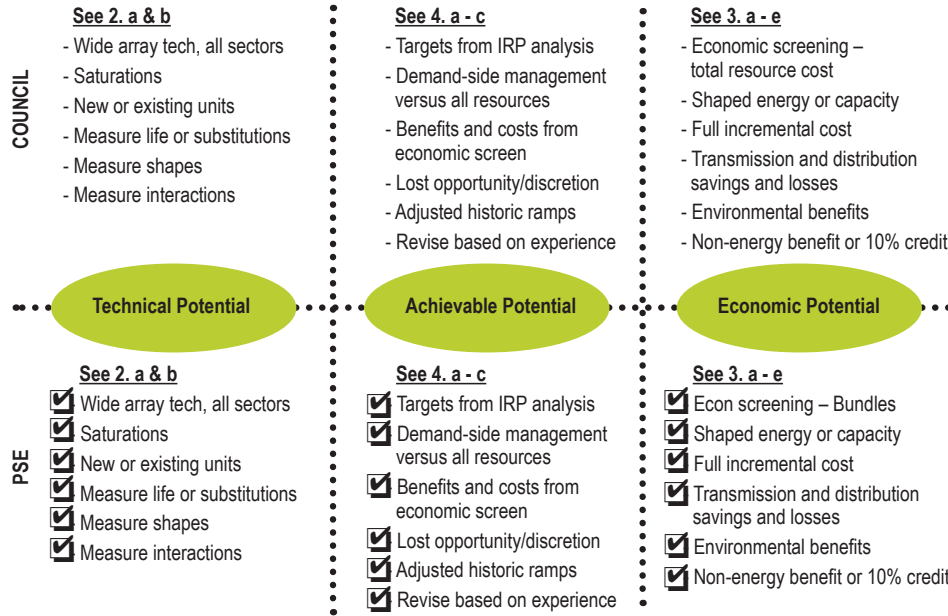 COUNCIL
See 2. a & b
- Wide array tech, all sectors
- Saturations
- New or existing units
- Measure life or substitutions
- Measure shapes
- Measure interactions
See 4. a - c
- Targets from IRP analysis
- Demand-side management
versus all resources
- Benefits and costs from
economic screen
- Lost opportunity/discretion
- Adjusted historic ramps
- Revise based on experience
See 3. a - e
- Economic screening –
total resource cost
- Shaped energy or capacity
- Full incremental cost
- Transmission and distribution
savings and losses
- Environmental benefits
- Non-energy benefit or 10% credit
Technical Potential
Achievable Potential
Economic Potential
PSE
See 2. a & b
Wide array tech, all sectors
Saturations
New or existing units
Measure life or substitutions
Measure shapes
Measure interactions
See 4. a - c
Targets from IRP analysis
Demand-side management
versus all resources
Benefits and costs from
economic screen
Lost opportunity/discretion
Adjusted historic ramps
Revise based on experience
See 3. a - e
Econ screening – Bundles
Shaped energy or capacity
Full incremental cost
Transmission and distribution
savings and losses
Environmental benefits
Non-energy benefit or 10% credit